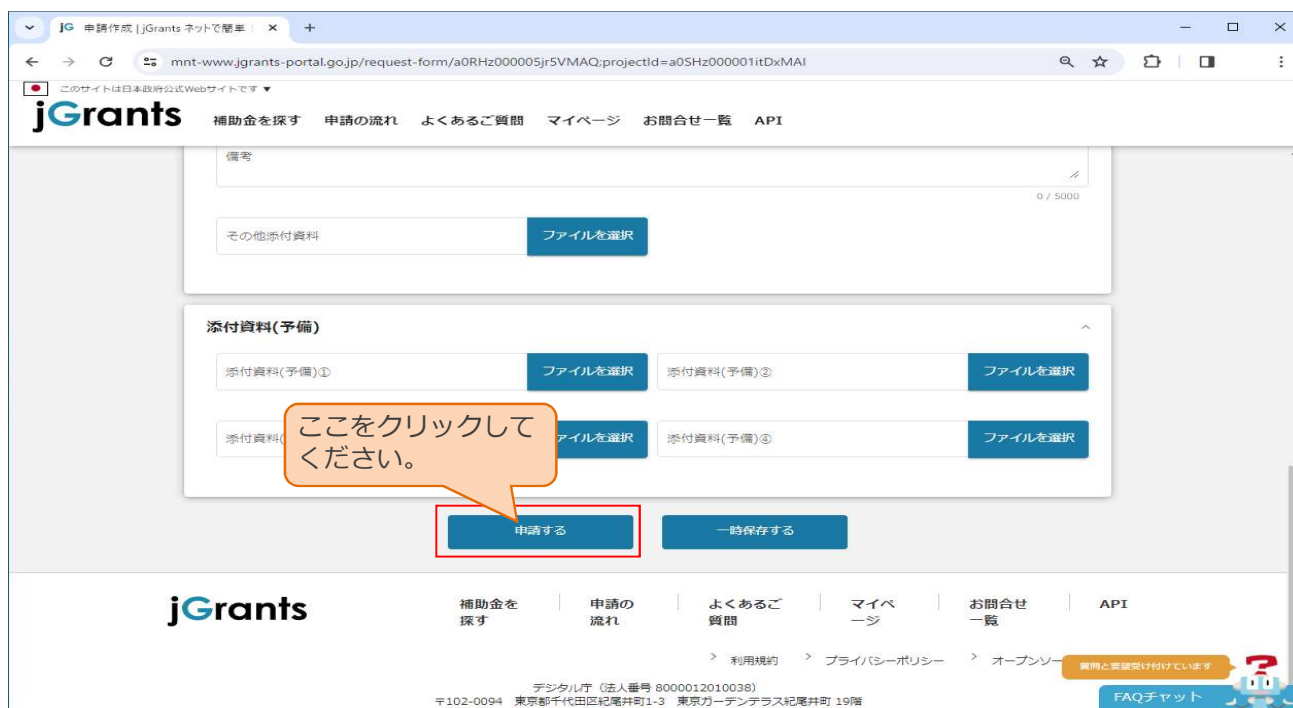 jG 申請作成 | jGrants ネットで簡単
mnt-www.jgrants-portal.go.jp/request-form/a0RHz000005jr5VMAQ;projectId=a0SHz000001itDxMAI
このサイトは日本政府公式Webサイトです ▼
jGrants 補助金を探す 申請の流れ よくあるご質問 マイページ お問合せ一覧 API
備考
0 / 5000
その他添付資料 ファイルを選択
添付資料(予備)
添付資料(予備)① ファイルを選択 添付資料(予備)② ファイルを選択
ここをクリックして
ください。
添付資料( ァイルを選択 添付資料(予備)④ ファイルを選択
申請する 一時保存する
jGrants
補助金を探す 申請の流れ よくあるご質問 マイページ お問合せ一覧 API
> 利用規約 > プライバシーポリシー > オープンソー
質問と要望受け付けています
デジタル庁（法人番号 8000012010038）
〒102-0094 東京都千代田区紀尾井町1-3 東京ガーデンテラス紀尾井町 19階
FAQチャット